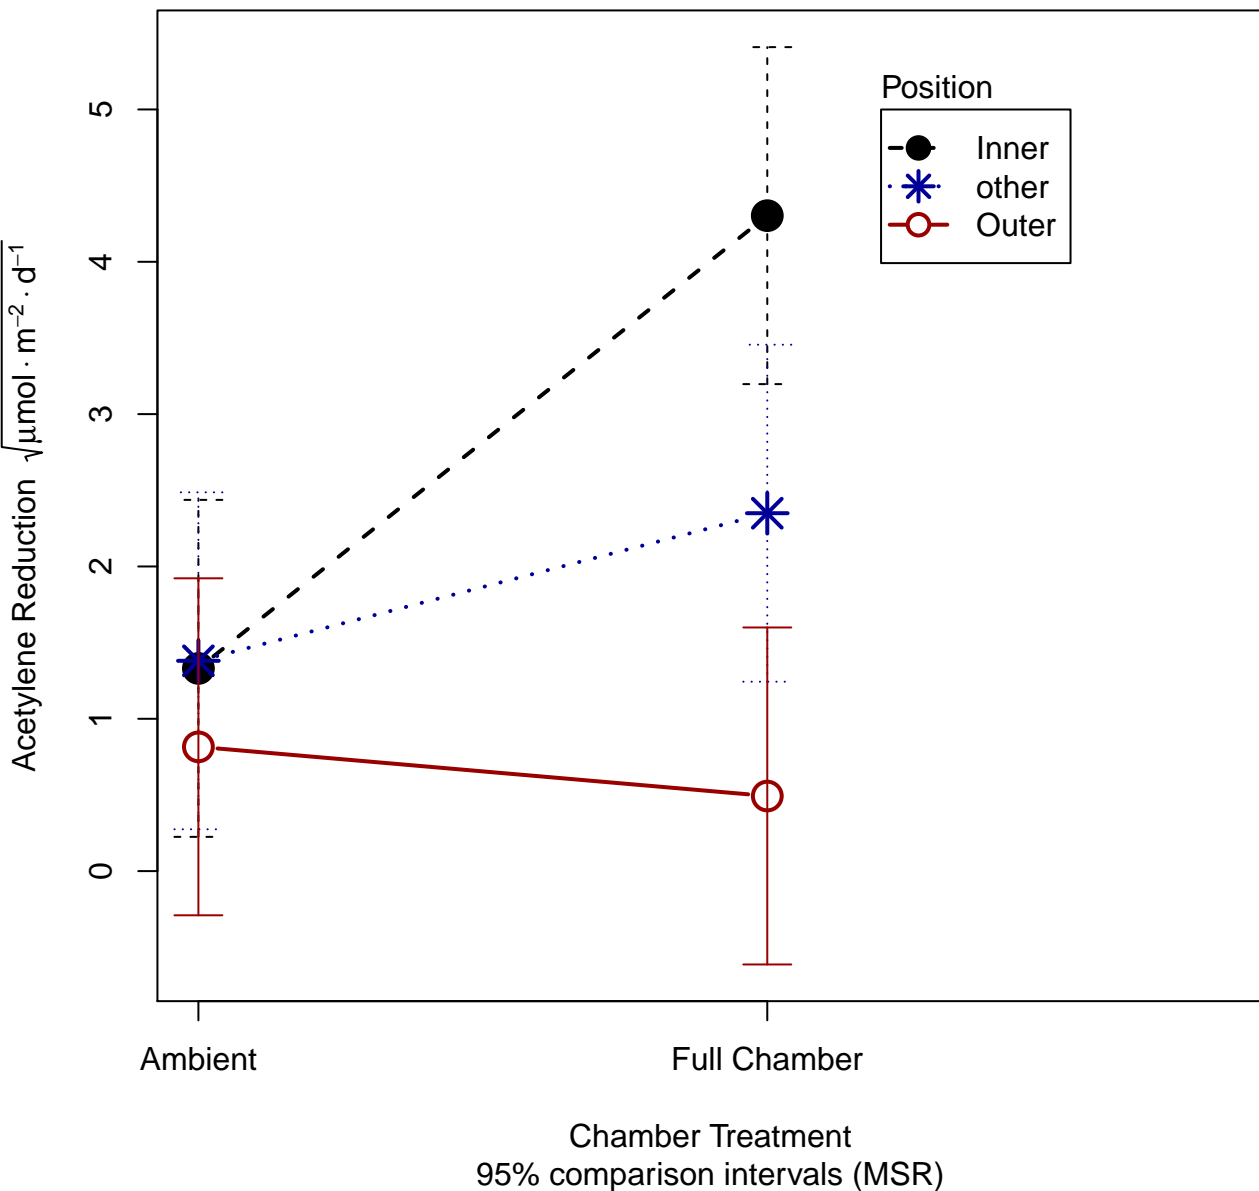 Position
Inner
other
Outer
5
4
3
2
1
0
Acetylene Reduction √μmol · m⁻² · d⁻¹
Ambient
Full Chamber
Chamber Treatment
95% comparison intervals (MSR)